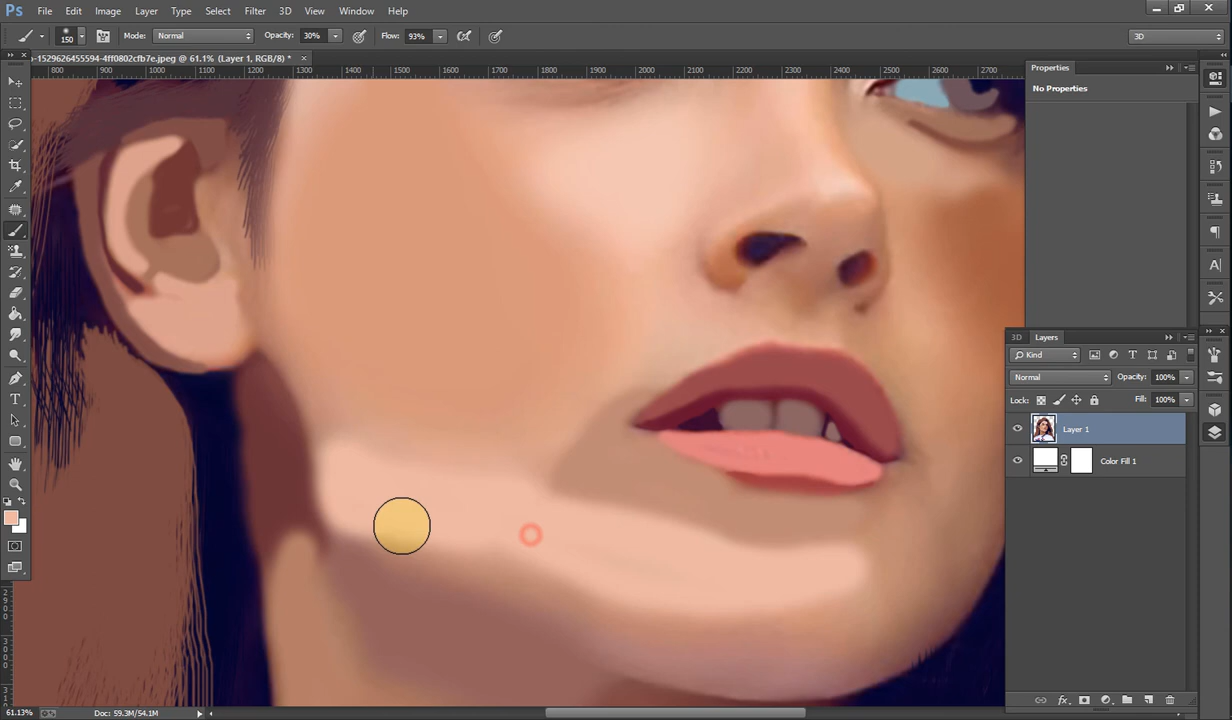 Ps File Edit Image Layer Type Select Filter 3D View Window Help
150 Mode: Normal Opacity: 30% Flow: 93% 3D
-1529626455594-4ff0802cfb7e.jpeg @ 61.1% (Layer 1, RGB/8) *
800 900 1000 1100 1200 1300 1400 1500 1600 1700 1800 1900 2000 2100 2200 2300 2400 2500 2600 2700
Properties
No Properties
3D Layers
Kind
Normal Opacity: 100%
Lock: Fill: 100%
Layer 1
Color Fill 1
61.13% Doc: 59.3M/54.1M